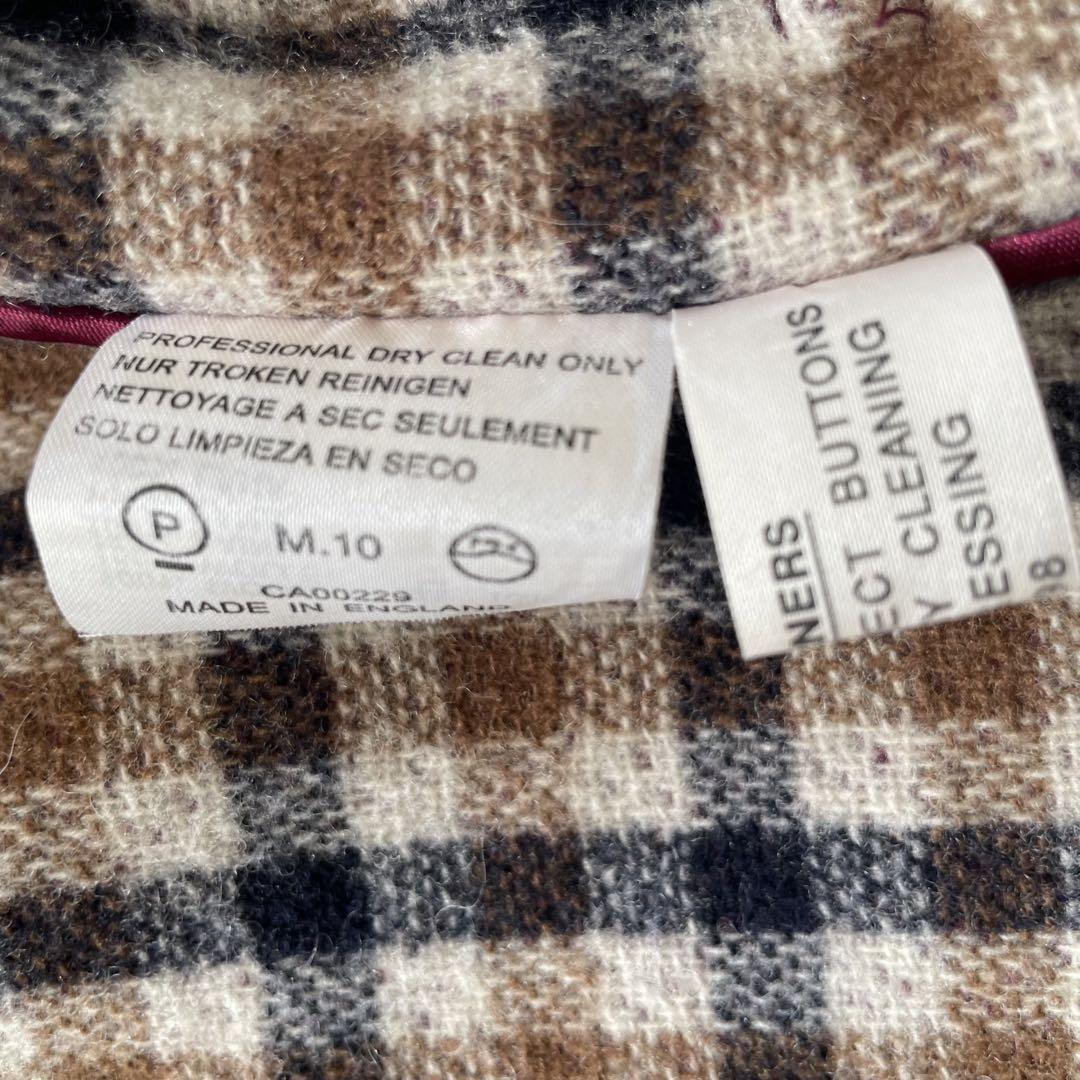 PROFESSIONAL DRY CLEAN ONLY
NUR TROKEN REINIGEN
NETTOYAGE A SEC SEULEMENT
SOLO LIMPIEZA EN SECO
P M.10
CA00229
MADE IN ENGLAND
NERS
ECT BUTTONS
Y CLEANING
ESSING
98